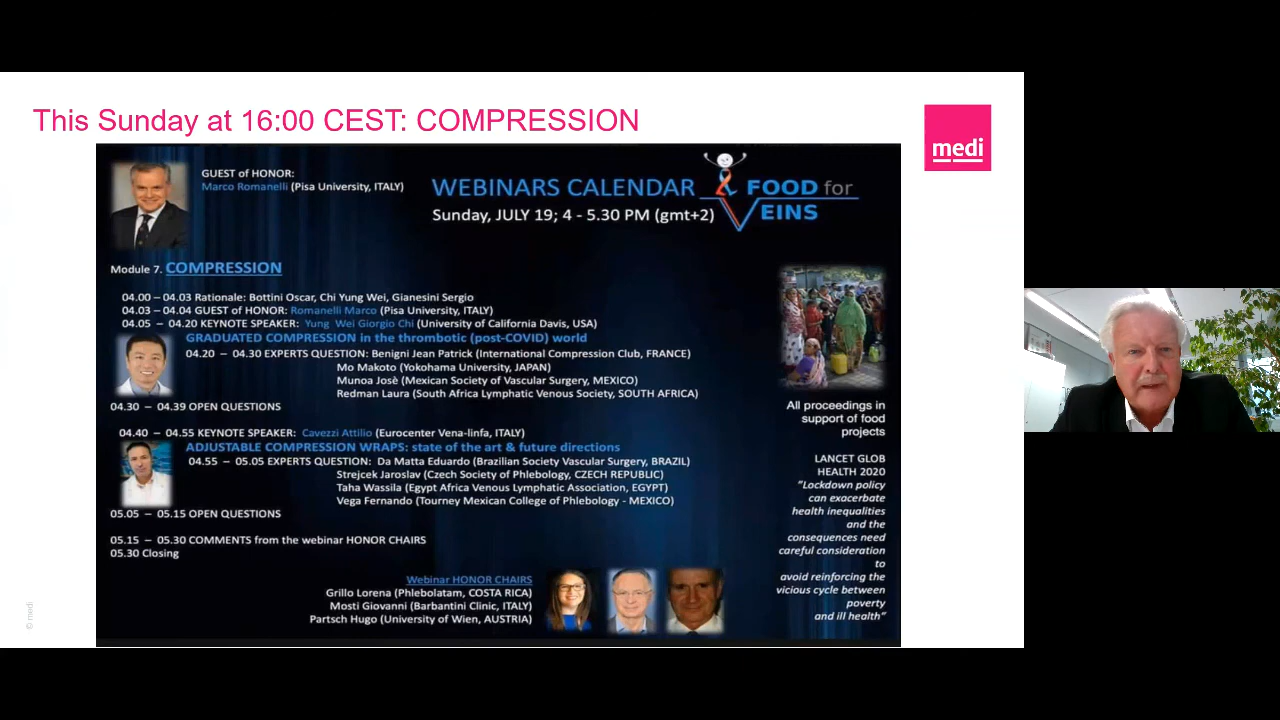 This Sunday at 16:00 CEST: COMPRESSION
medi
GUEST of HONOR:
Marco Romanelli (Pisa University, ITALY)
WEBINARS CALENDAR
Sunday, JULY 19; 4 - 5.30 PM (gmt+2)
FOOD for
VEINS
Module 7. COMPRESSION
04.00 – 04.03 Rationale: Bottini Oscar, Chi Yung Wei, Gianesini Sergio
04.03 – 04.04 GUEST of HONOR: Romanelli Marco (Pisa University, ITALY)
04.05 – 04.20 KEYNOTE SPEAKER: Yung Wei Giorgio Chi (University of California Davis, USA)
GRADUATED COMPRESSION in the thrombotic (post-COVID) world
04.20 – 04.30 EXPERTS QUESTION: Benigni Jean Patrick (International Compression Club, FRANCE)
Mo Makoto (Yokohama University, JAPAN)
Munoa Josè (Mexican Society of Vascular Surgery, MEXICO)
Redman Laura (South Africa Lymphatic Venous Society, SOUTH AFRICA)
04.30 – 04.39 OPEN QUESTIONS
04.40 – 04.55 KEYNOTE SPEAKER: Cavezzi Attilio (Eurocenter Vena-linfa, ITALY)
ADJUSTABLE COMPRESSION WRAPS: state of the art & future directions
04.55 – 05.05 EXPERTS QUESTION: Da Matta Eduardo (Brazilian Society Vascular Surgery, BRAZIL)
Strejcek Jaroslav (Czech Society of Phlebology, CZECH REPUBLIC)
Taha Wassila (Egypt Africa Venous Lymphatic Association, EGYPT)
Vega Fernando (Tourney Mexican College of Phlebology - MEXICO)
05.05 – 05.15 OPEN QUESTIONS
05.15 – 05.30 COMMENTS from the webinar HONOR CHAIRS
05.30 Closing
Webinar HONOR CHAIRS
Grillo Lorena (Phlebolatam, COSTA RICA)
Mosti Giovanni (Barbantini Clinic, ITALY)
Partsch Hugo (University of Wien, AUSTRIA)
All proceedings in
support of food
projects
LANCET GLOB
HEALTH 2020
"Lockdown policy
can exacerbate
health inequalities
and the
consequences need
careful consideration
to
avoid reinforcing the
vicious cycle between
poverty
and ill health"
© medi